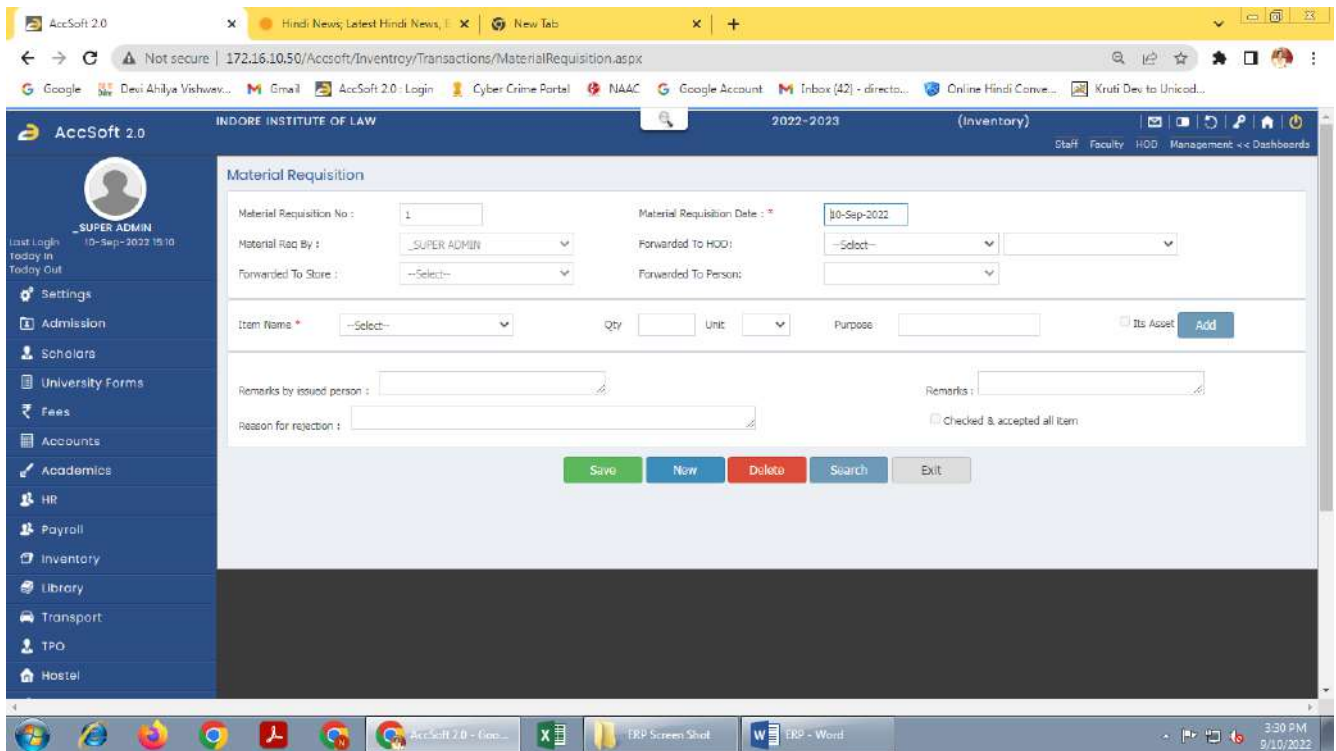 AccSoft 2.0
Hindi News; Latest Hindi News, E
New Tab
Not secure | 172.16.10.50/Accsoft/Inventroy/Transactions/MaterialRequisition.aspx
Google Devi Ahilya Vishwav... Gmail AccSoft 2.0 : Login Cyber Crime Portal NAAC Google Account Inbox (42) - directo... Online Hindi Conve... Kruti Dev to Unicod...
AccSoft 2.0
INDORE INSTITUTE OF LAW 2022-2023 (Inventory)
Staff Faculty HOD Management << Dashboards
_SUPER ADMIN
Last Login 10-Sep-2022 15:10
Today In
Today Out
Settings
Admission
Scholars
University Forms
Fees
Accounts
Academics
HR
Payroll
Inventory
Library
Transport
TPO
Hostel
Material Requisition
Material Requisition No : 1 Material Requisition Date : * 10-Sep-2022
Material Req By : _SUPER ADMIN Forwarded To HOD: --Select--
Forwarded To Store : --Select-- Forwarded To Person:
Item Name * --Select-- Qty Unit Purpose Its Asset Add
Remarks by issued person : Remarks :
Reason for rejection : Checked & accepted all item
Save New Delete Search Exit
AccSoft 2.0 - Goo... ERP Screen Shot ERP - Word
3:30 PM
9/10/2022